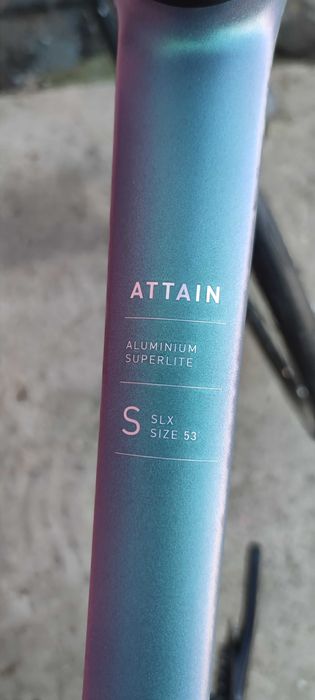 ATTAIN
ALUMINIUM
SUPERLITE
S SLX
SIZE 53